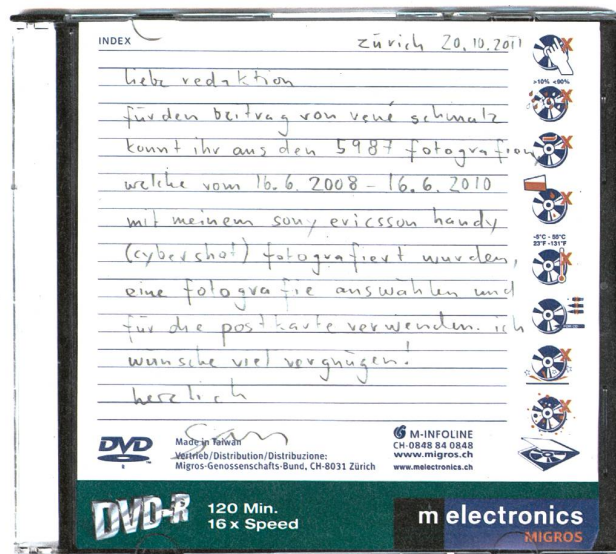 INDEX
zürich 20.10.2011
liebe redaktion
für den beitrag von rené schmalz
könnt ihr aus den 5987 fotografien
welche vom 16.6.2008 – 16.6.2010
mit meinem sony ericsson handy
(cybershot) fotografiert wurden,
eine fotografie auswählen und
für die postkarte verwenden. ich
wünsche viel vergnügen!
herzlich
>10% <90%
-5°C - 55°C
23°F -131°F
DVD
R
Made in Taiwan
Vertrieb/Distribution/Distribuzione:
Migros-Genossenschafts-Bund, CH-8031 Zürich
M-INFOLINE
CH-0848 84 0848
www.migros.ch
www.melectronics.ch
DVD-R
120 Min.
16 x Speed
m electronics
MIGROS